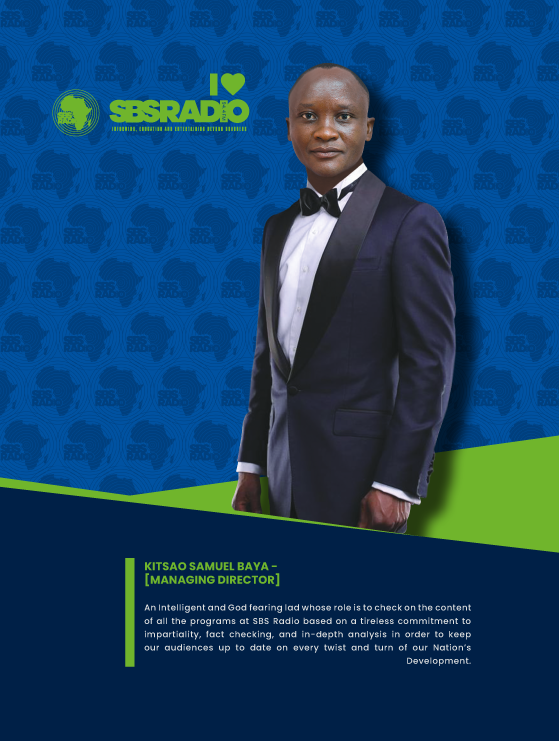 I
SBSRADIO
INFORMING, EDUCATING AND ENTERTAINING BEYOND BOARDERS
SBS
RADIO
KITSAO SAMUEL BAYA -
[MANAGING DIRECTOR]
An Intelligent and God fearing lad whose role is to check on the content
of all the programs at SBS Radio based on a tireless commitment to
impartiality, fact checking, and in-depth analysis in order to keep
our audiences up to date on every twist and turn of our Nation's
Development.